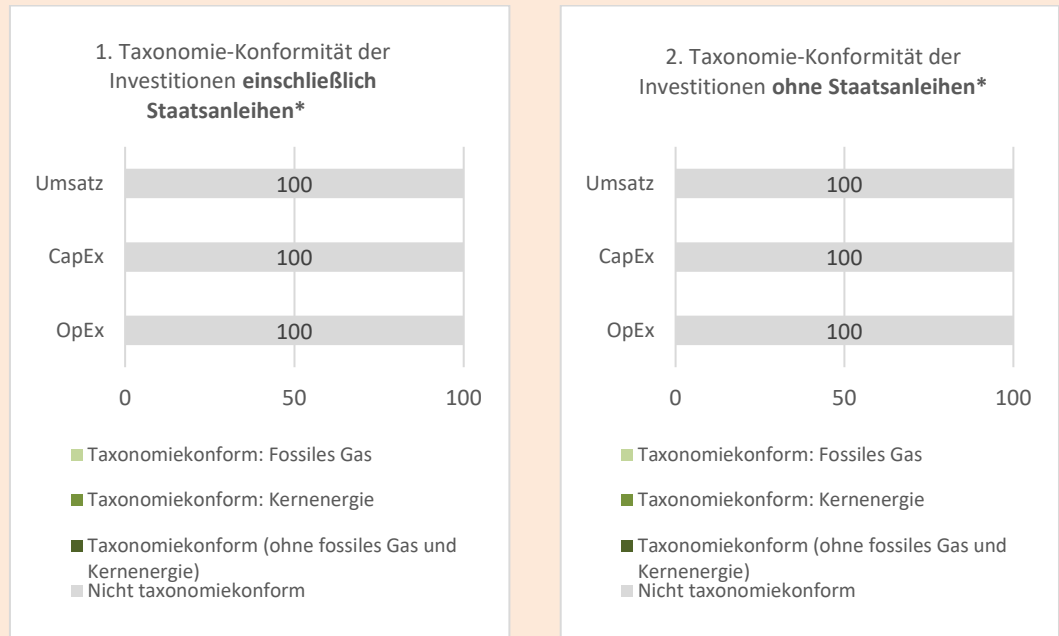 1. Taxonomie-Konformität der
Investitionen einschließlich
Staatsanleihen*
Umsatz
100
CapEx
100
OpEx
100
0 50 100
Taxonomiekonform: Fossiles Gas
Taxonomiekonform: Kernenergie
Taxonomiekonform (ohne fossiles Gas und
Kernenergie)
Nicht taxonomiekonform
2. Taxonomie-Konformität der
Investitionen ohne Staatsanleihen*
Umsatz
100
CapEx
100
OpEx
100
0 50 100
Taxonomiekonform: Fossiles Gas
Taxonomiekonform: Kernenergie
Taxonomiekonform (ohne fossiles Gas und
Kernenergie)
Nicht taxonomiekonform